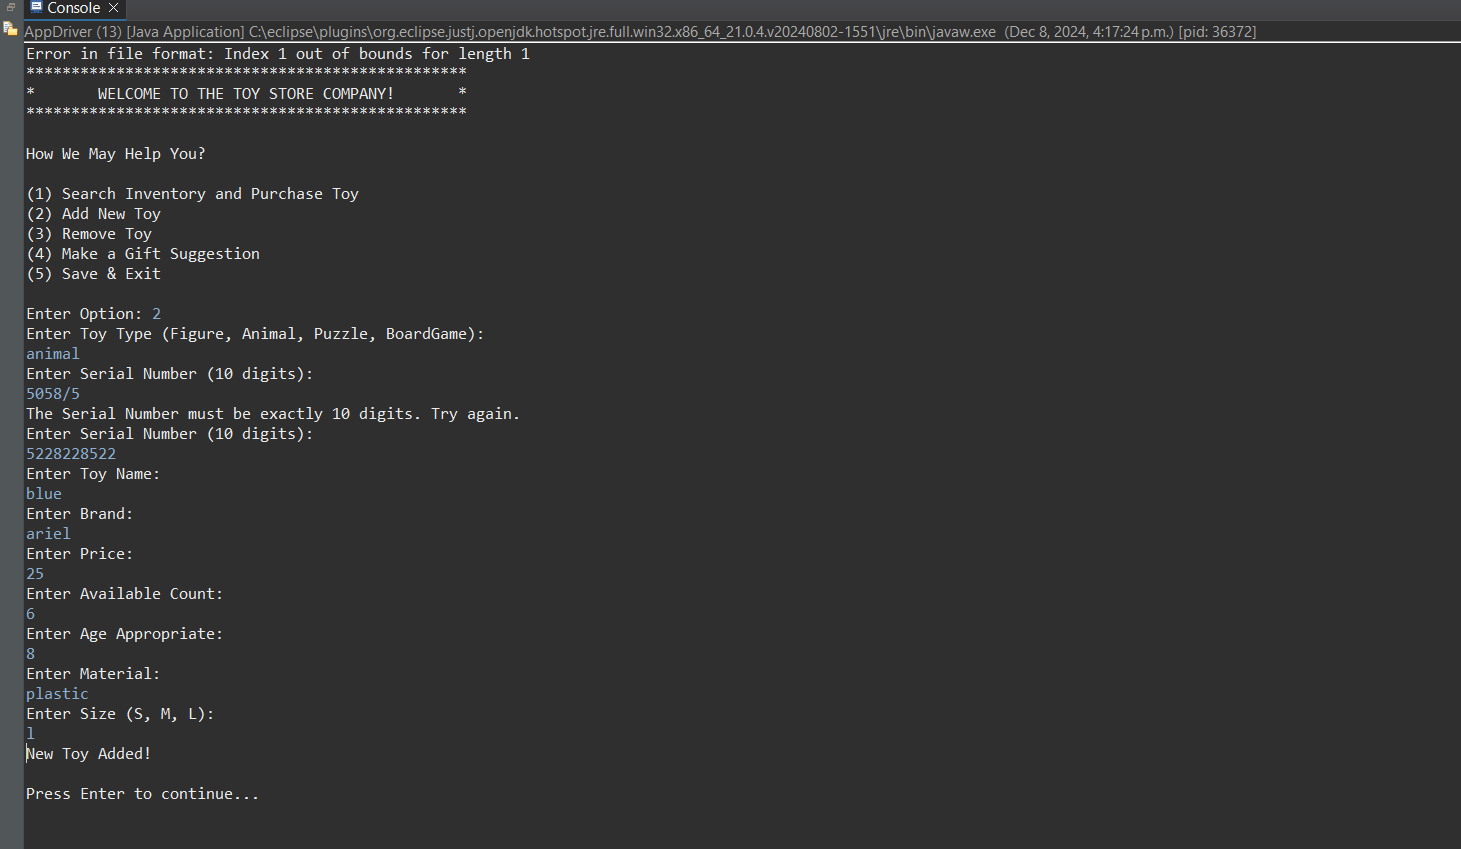 Console
AppDriver (13) [Java Application] C:\eclipse\plugins\org.eclipse.justj.openjdk.hotspot.jre.full.win32.x86_64_21.0.4.v20240802-1551\jre\bin\javaw.exe (Dec 8, 2024, 4:17:24 p.m.) [pid: 36372]
Error in file format: Index 1 out of bounds for length 1
*************************************************
*       WELCOME TO THE TOY STORE COMPANY!       *
*************************************************
How We May Help You?
(1) Search Inventory and Purchase Toy
(2) Add New Toy
(3) Remove Toy
(4) Make a Gift Suggestion
(5) Save & Exit
Enter Option: 2
Enter Toy Type (Figure, Animal, Puzzle, BoardGame):
animal
Enter Serial Number (10 digits):
5058/5
The Serial Number must be exactly 10 digits. Try again.
Enter Serial Number (10 digits):
5228228522
Enter Toy Name:
blue
Enter Brand:
ariel
Enter Price:
25
Enter Available Count:
6
Enter Age Appropriate:
8
Enter Material:
plastic
Enter Size (S, M, L):
l
New Toy Added!
Press Enter to continue...